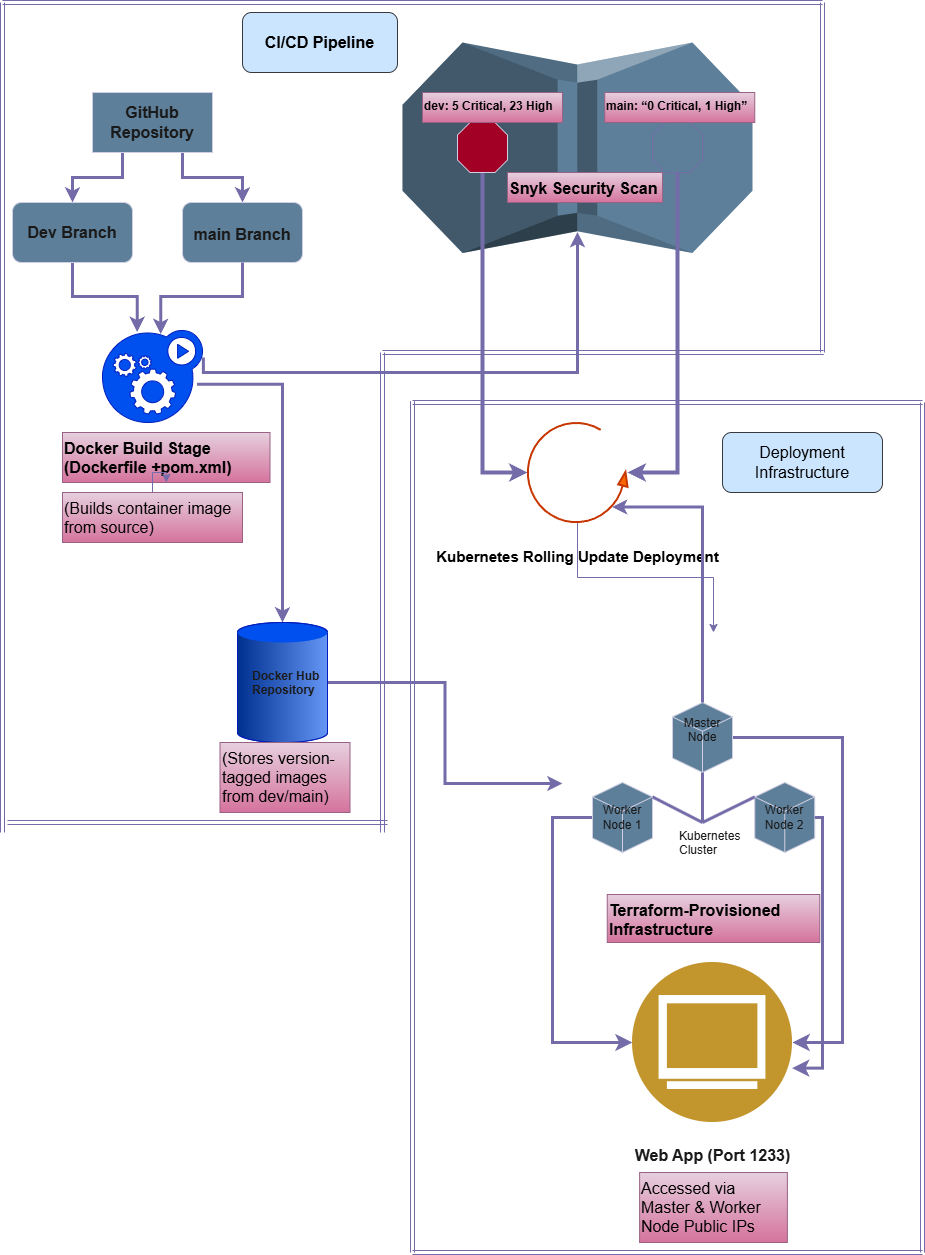 CI/CD Pipeline
GitHub
Repository
dev: 5 Critical, 23 High
main: “0 Critical, 1 High”
Snyk Security Scan
Dev Branch
main Branch
Docker Build Stage
(Dockerfile +pom.xml)
(Builds container image
from source)
Deployment
Infrastructure
Kubernetes Rolling Update Deployment
Docker Hub
Repository
(Stores version-
tagged images
from dev/main)
Master
Node
Worker
Node 1
Worker
Node 2
Kubernetes
Cluster
Terraform-Provisioned
Infrastructure
Web App (Port 1233)
Accessed via
Master & Worker
Node Public IPs